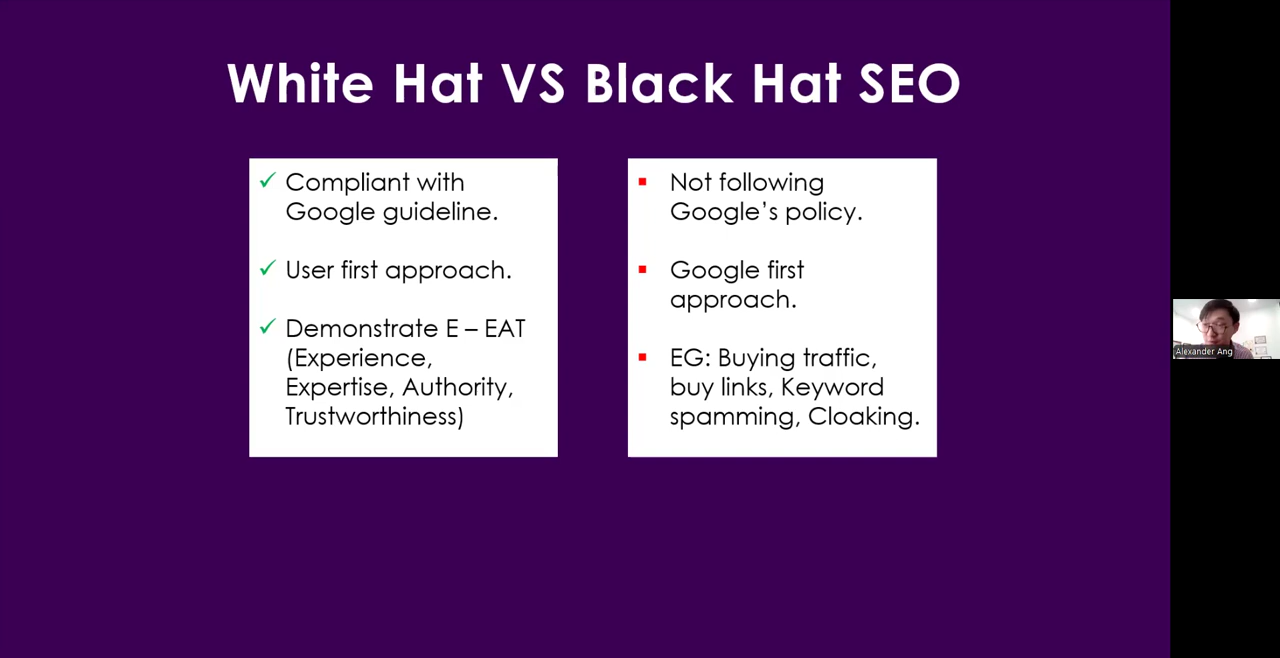 White Hat VS Black Hat SEO
✓ Compliant with
Google guideline.
✓ User first approach.
✓ Demonstrate E – EAT
(Experience,
Expertise, Authority,
Trustworthiness)
▪ Not following
Google’s policy.
▪ Google first
approach.
▪ EG: Buying traffic,
buy links, Keyword
spamming, Cloaking.
Alexander Ang